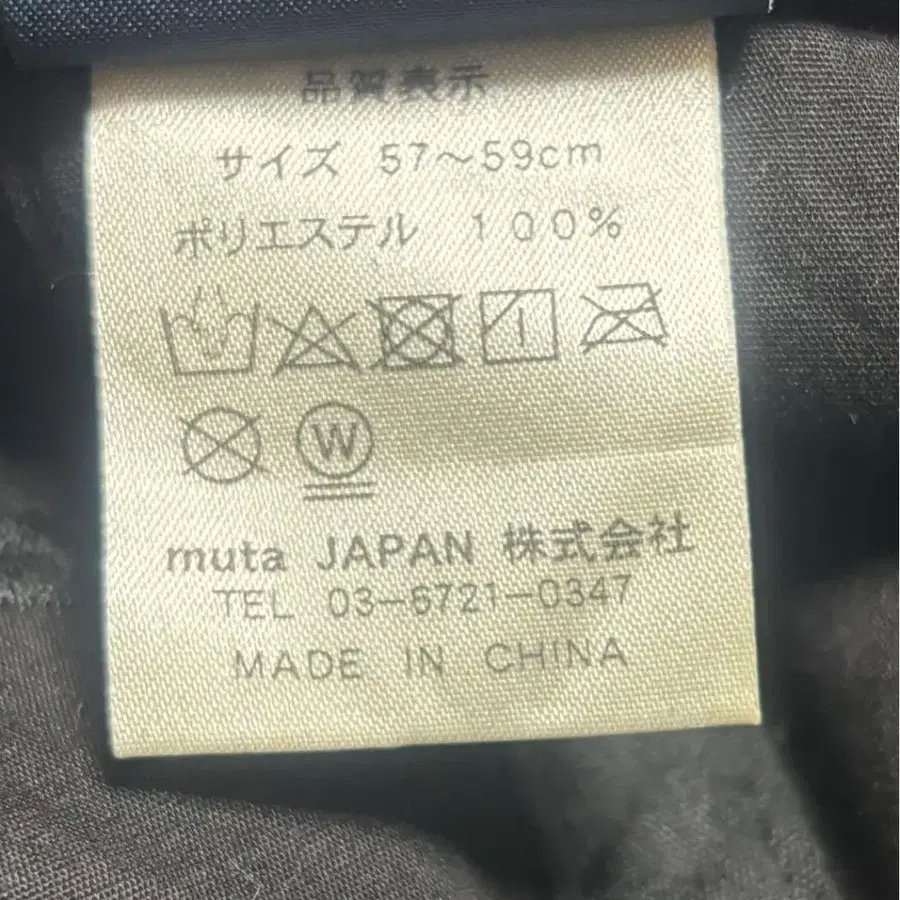 品質表示
サイズ 57〜59cm
ポリエステル 100%
W
muta JAPAN 株式会社
TEL 03-6721-0347
MADE IN CHINA